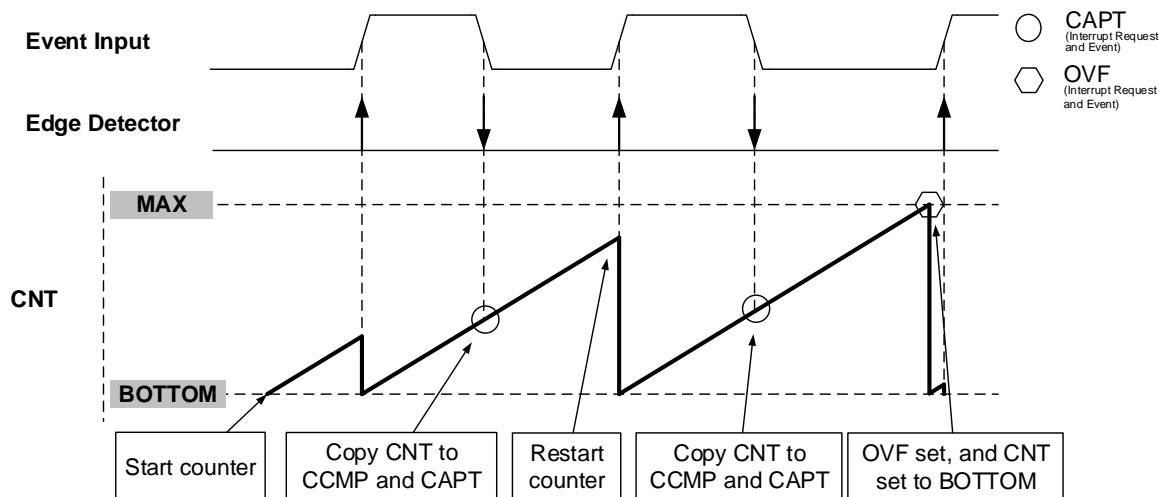 Event Input
CAPT
(Interrupt Request
and Event)
OVF
(Interrupt Request
and Event)
Edge Detector
MAX
CNT
BOTTOM
Start counter
Copy CNT to
CCMP and CAPT
Restart
counter
Copy CNT to
CCMP and CAPT
OVF set, and CNT
set to BOTTOM